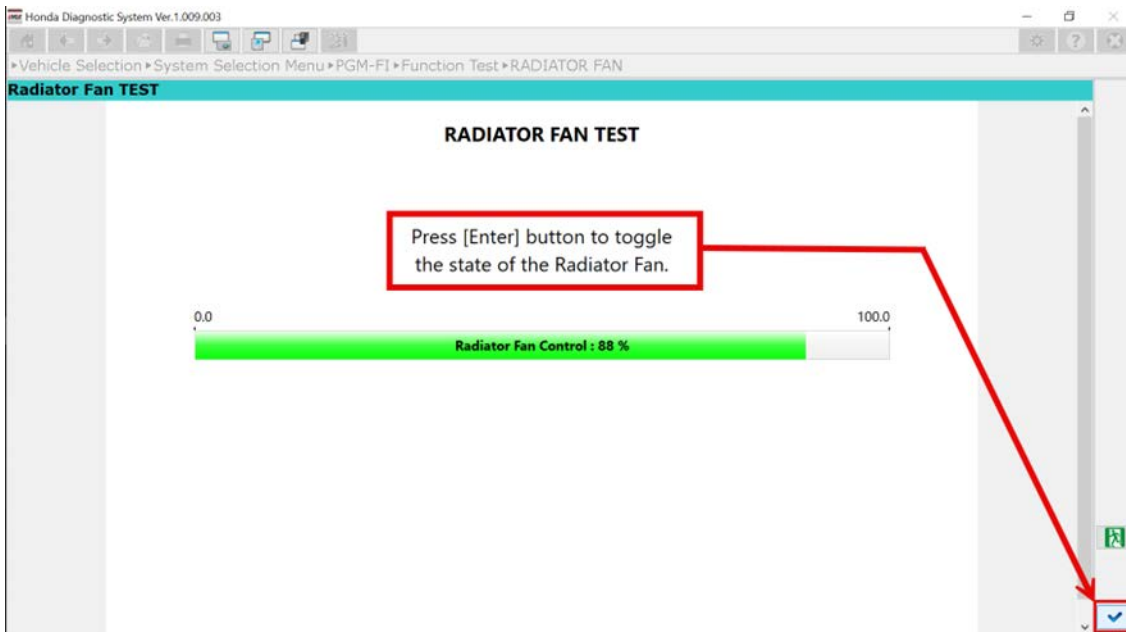 Honda Diagnostic System Ver.1.009.003
▸Vehicle Selection▸System Selection Menu▸PGM-FI▸Function Test▸RADIATOR FAN
Radiator Fan TEST
RADIATOR FAN TEST
Press [Enter] button to toggle
the state of the Radiator Fan.
0.0 100.0
Radiator Fan Control : 88 %